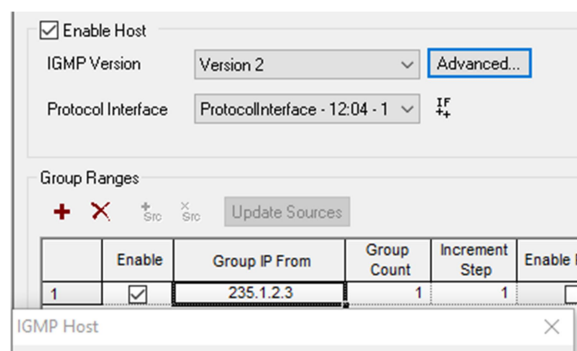 Enable Host
IGMP Version Version 2 Advanced...
Protocol Interface ProtocolInterface - 12:04 - 1 IF
Group Ranges
+ Src × Src Update Sources
Enable Group IP From Group Count Increment Step Enable
1 235.1.2.3 1 1
IGMP Host